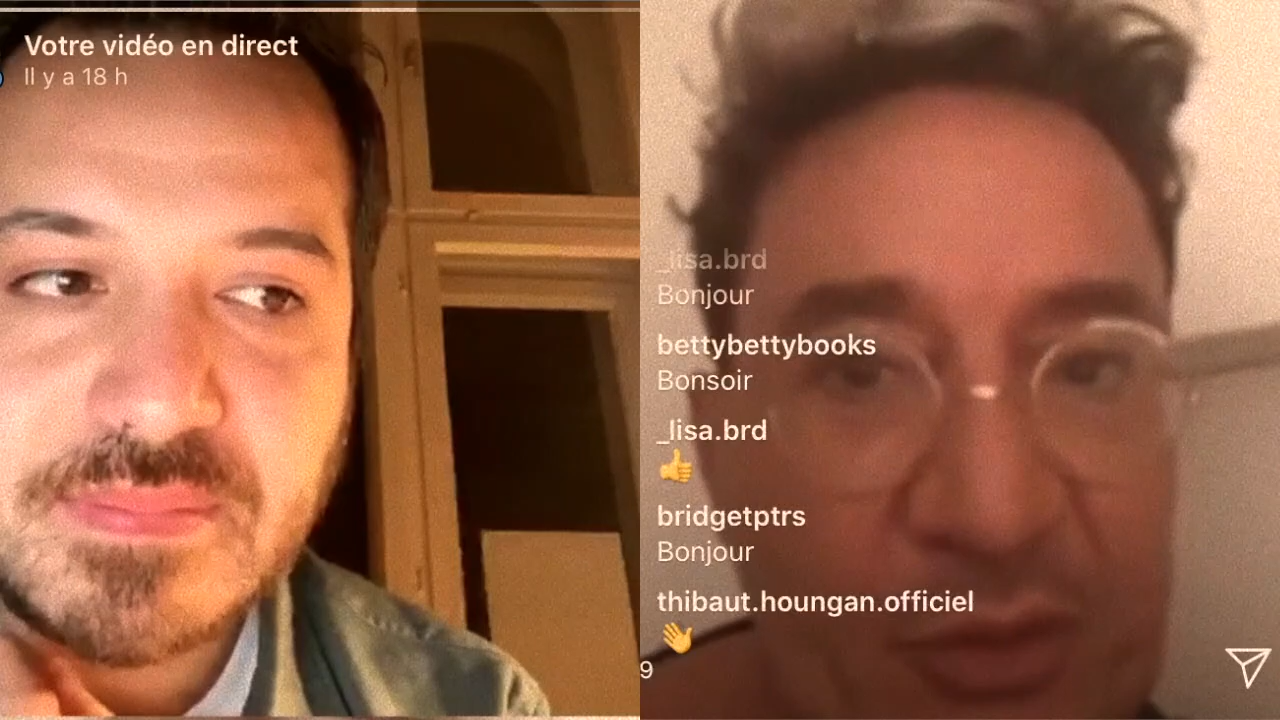 Votre vidéo en direct
Il y a 18 h
_lisa.brd
Bonjour
bettybettybooks
Bonsoir
_lisa.brd
👍
bridgetptrs
Bonjour
thibaut.houngan.officiel
👋
9